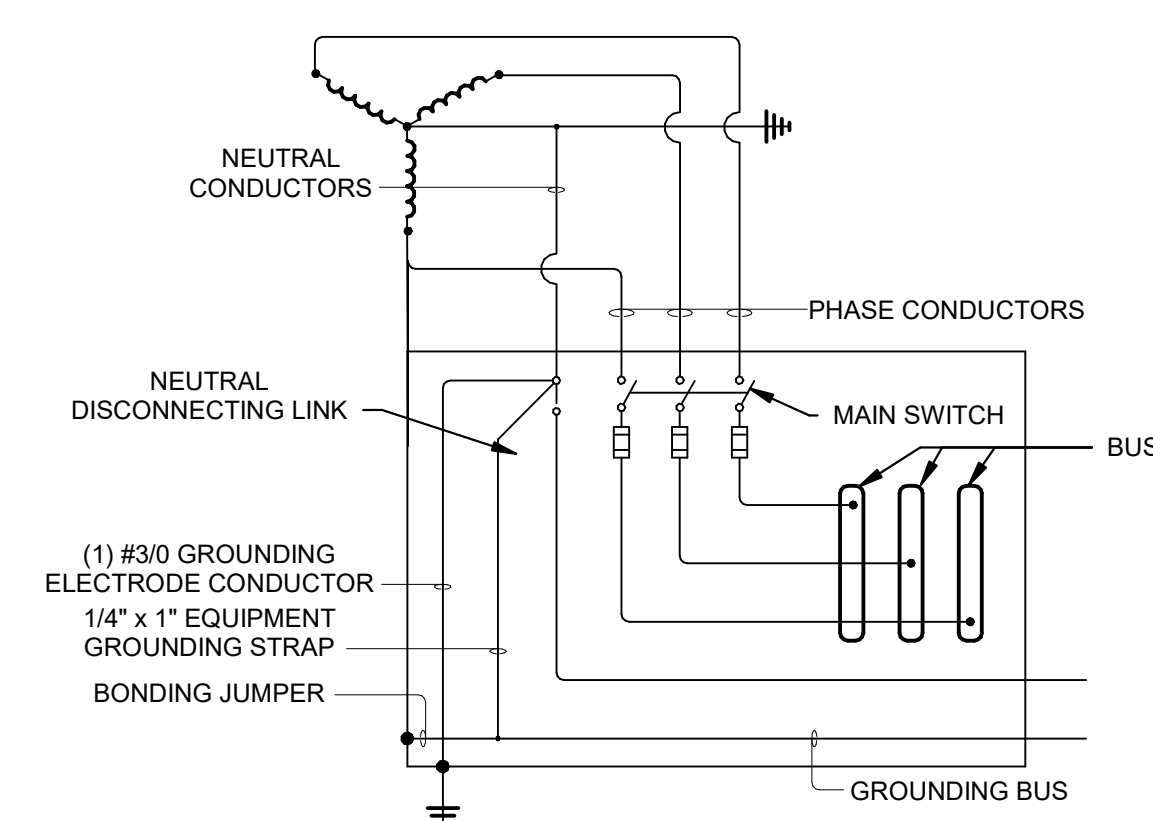 NEUTRAL
CONDUCTORS
PHASE CONDUCTORS
NEUTRAL
DISCONNECTING LINK
MAIN SWITCH
BUS
(1) #3/0 GROUNDING
ELECTRODE CONDUCTOR
1/4" x 1" EQUIPMENT
GROUNDING STRAP
BONDING JUMPER
GROUNDING BUS